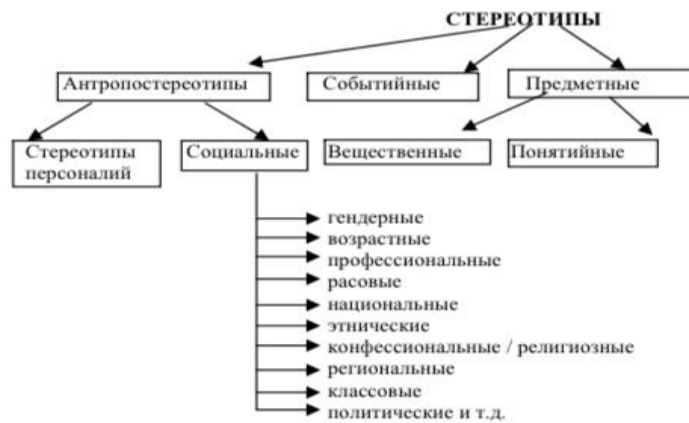 СТЕРЕОТИПЫ
Антропостереотипы
Событийные
Предметные
Стереотипы
персоналий
Социальные
Вещественные
Понятийные
гендерные
возрастные
профессиональные
расовые
национальные
этнические
конфессиональные / религиозные
региональные
классовые
политические и т.д.